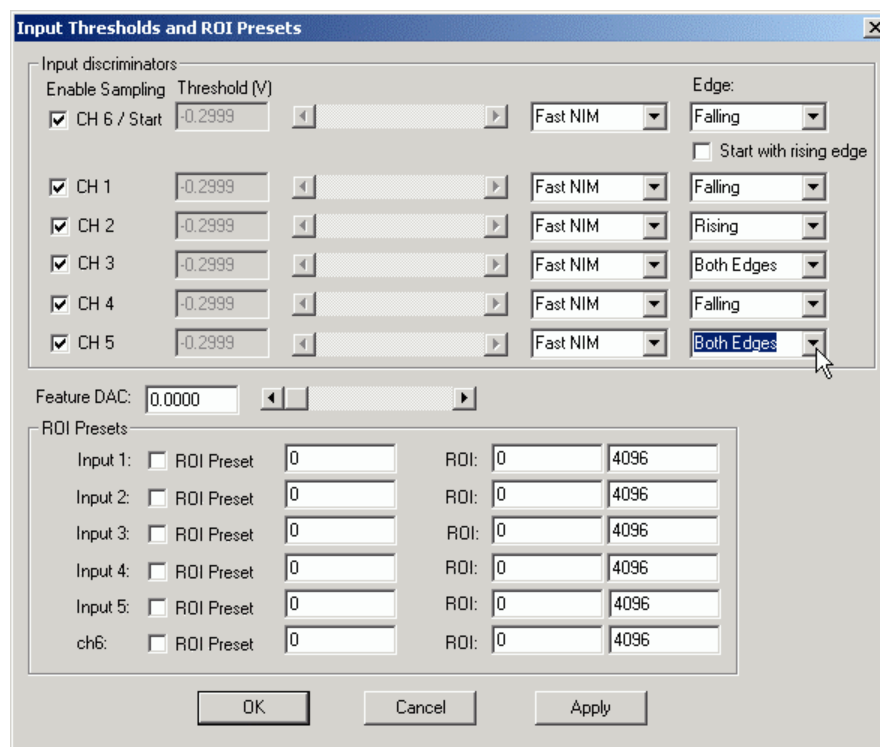 Input Thresholds and ROI Presets
Input discriminators
Enable Sampling Threshold (V) Edge:
CH 6 / Start -0.2999 Fast NIM Falling
Start with rising edge
CH 1 -0.2999 Fast NIM Falling
CH 2 -0.2999 Fast NIM Rising
CH 3 -0.2999 Fast NIM Both Edges
CH 4 -0.2999 Fast NIM Falling
CH 5 -0.2999 Fast NIM Both Edges
Feature DAC: 0.0000
ROI Presets
Input 1: ROI Preset 0 ROI: 0 4096
Input 2: ROI Preset 0 ROI: 0 4096
Input 3: ROI Preset 0 ROI: 0 4096
Input 4: ROI Preset 0 ROI: 0 4096
Input 5: ROI Preset 0 ROI: 0 4096
ch6: ROI Preset 0 ROI: 0 4096
OK Cancel Apply